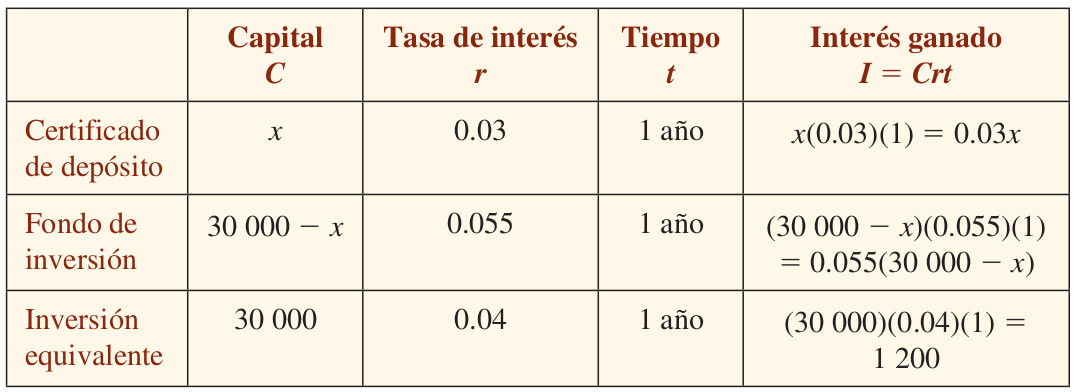 Capital Tasa de interés Tiempo Interés ganado
C r t I = Crt
Certificado x 0.03 1 año x(0.03)(1) = 0.03x
de depósito
Fondo de 30 000 − x 0.055 1 año (30 000 − x)(0.055)(1)
inversión = 0.055(30 000 − x)
Inversión 30 000 0.04 1 año (30 000)(0.04)(1) =
equivalente 1 200